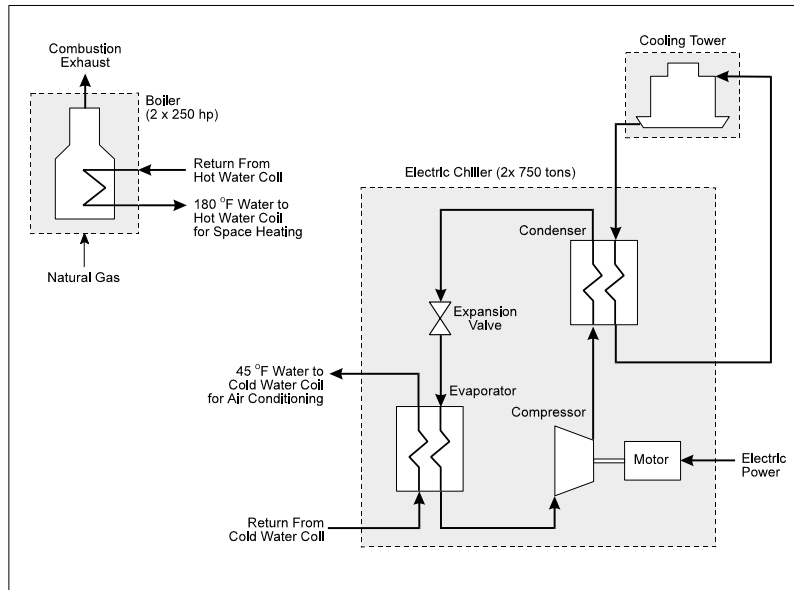 Combustion
Exhaust
Boiler
(2 x 250 hp)
Return From
Hot Water Coil
180 °F Water to
Hot Water Coil
for Space Heating
Natural Gas
Cooling Tower
Electric Chiller (2x 750 tons)
Condenser
Expansion
Valve
45 °F Water to
Cold Water Coil
for Air Conditioning
Evaporator
Compressor
Motor
Electric
Power
Return From
Cold Water Coil